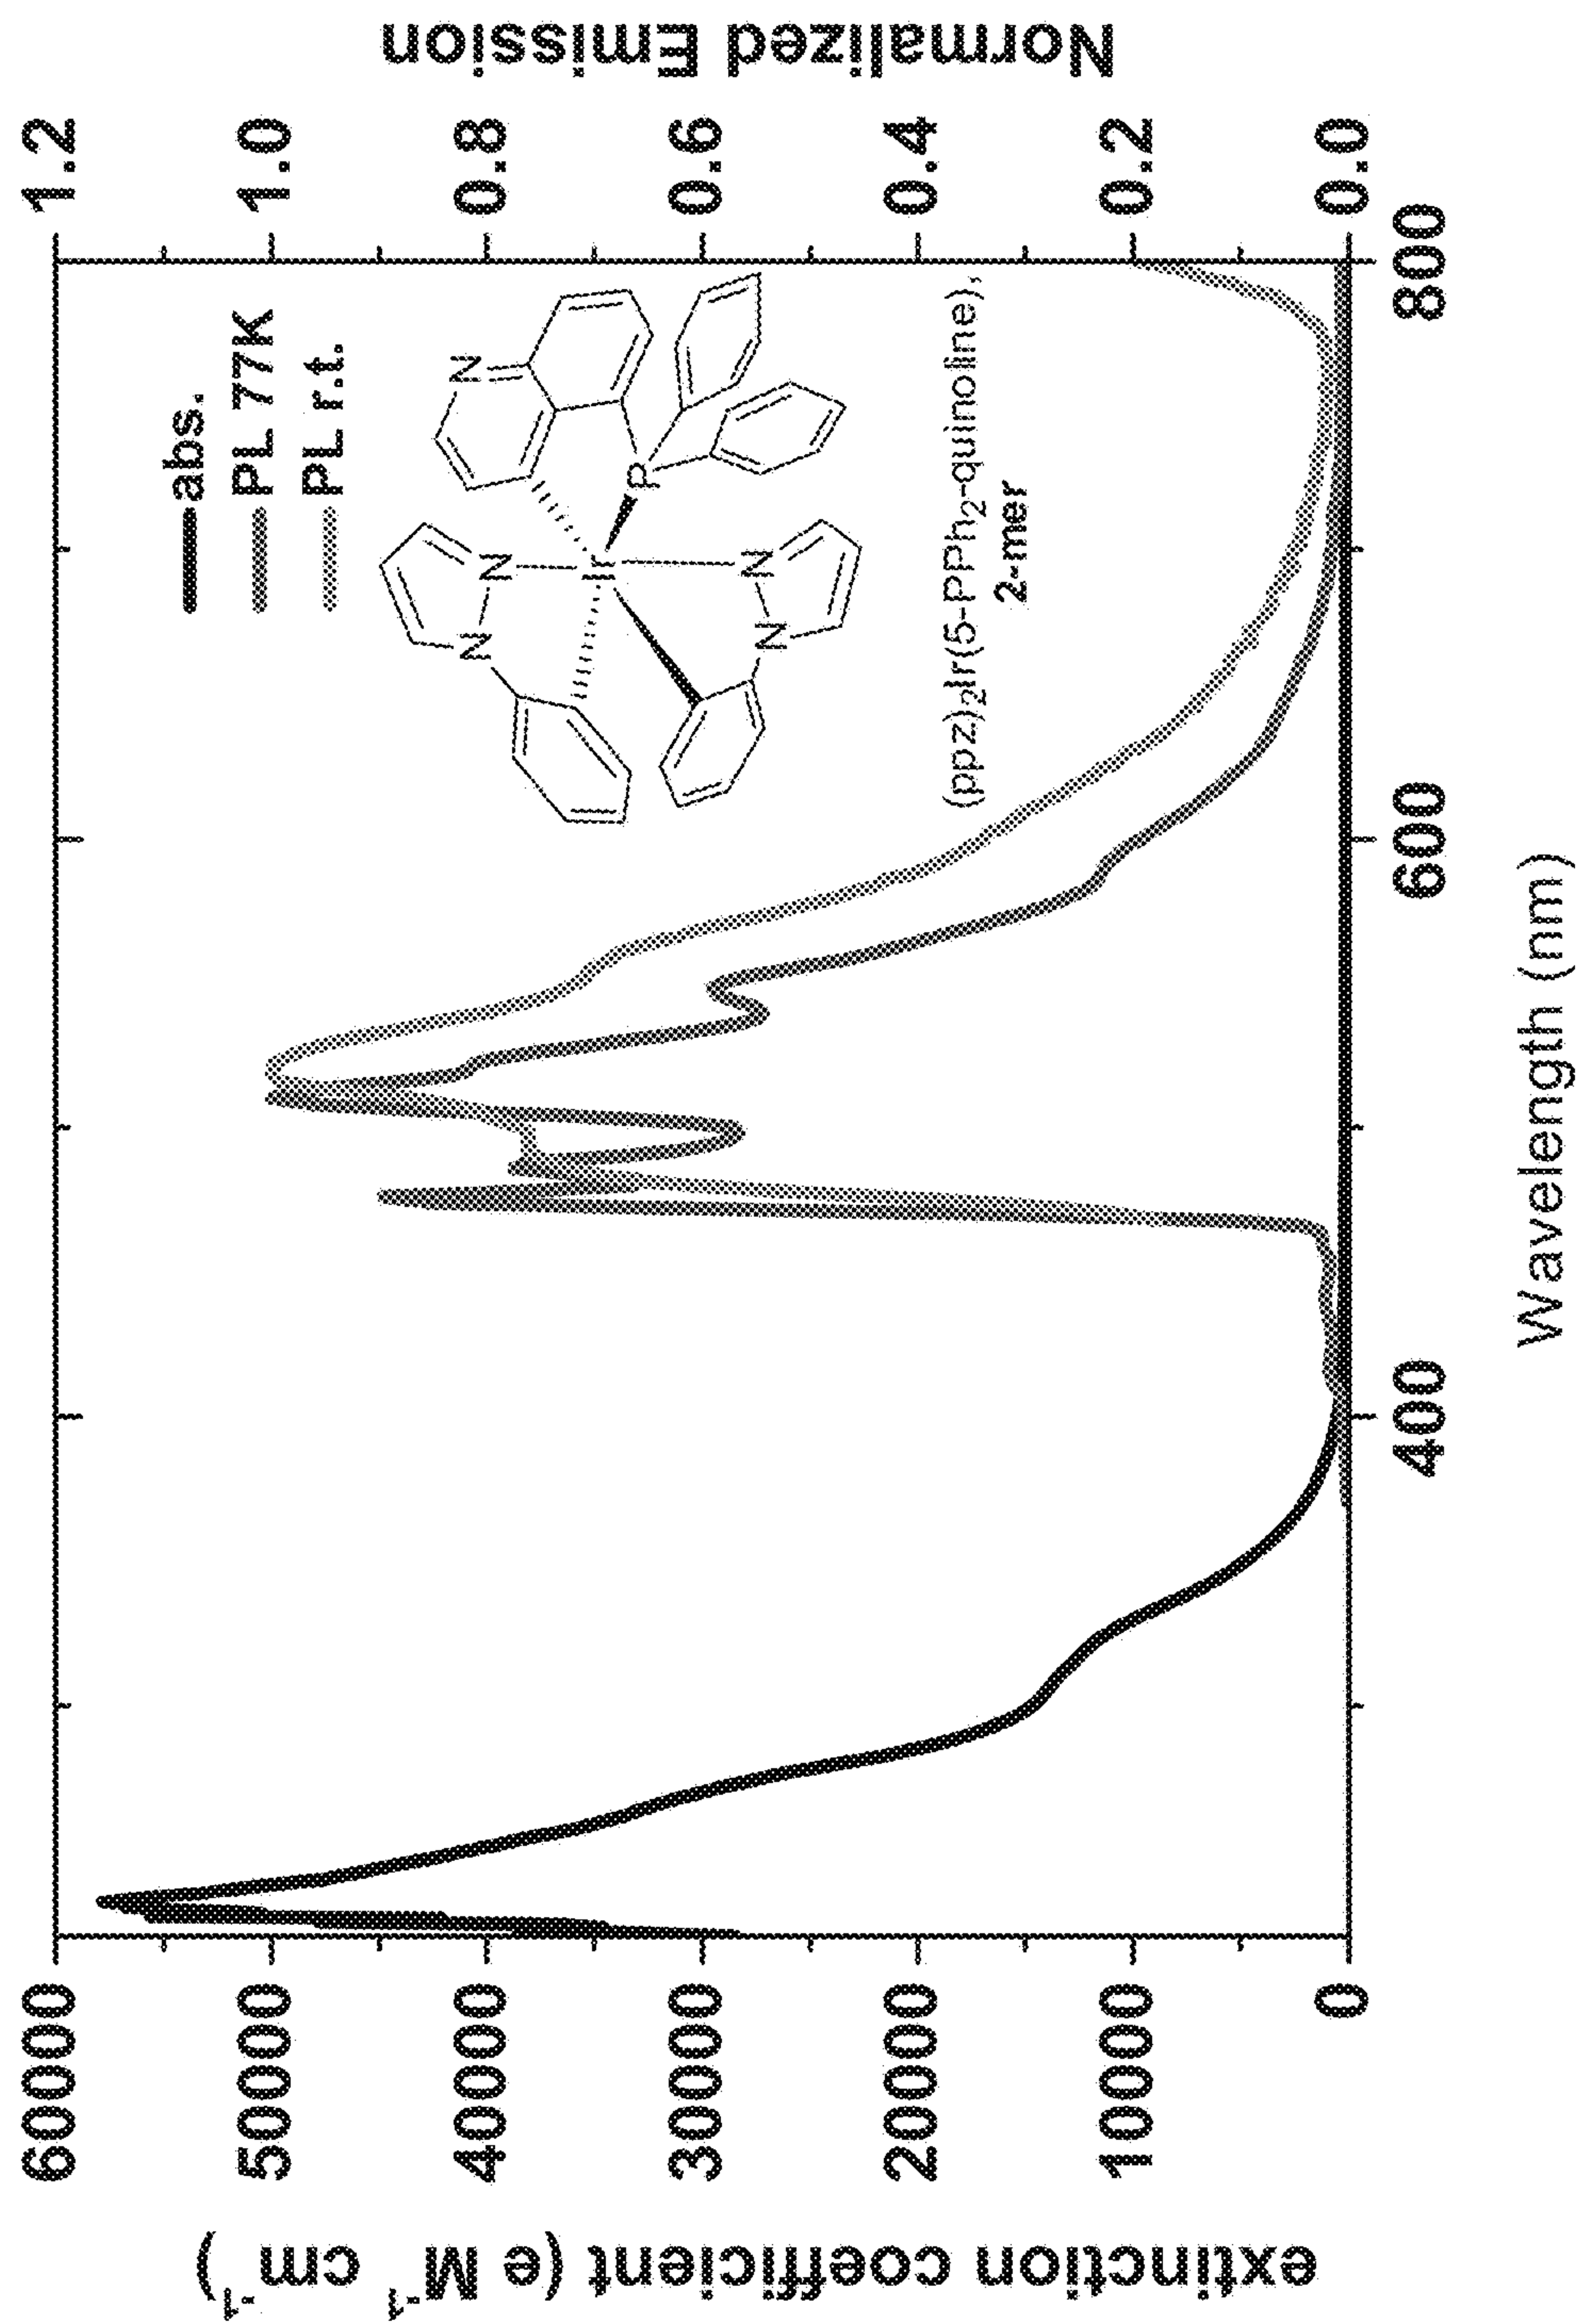 extinction coefficient (e M⁻¹ cm⁻¹)
60000
50000
40000
30000
20000
10000
0
abs.
PL 77K
PL r.t.
N
N
N
N
N
Ir
P
(ppz)₂Ir(5-PPh₂-quinoline),
2-mer
1.2
1.0
0.8
0.6
0.4
0.2
0.0
Normalized Emission
400
600
800
Wavelength (nm)